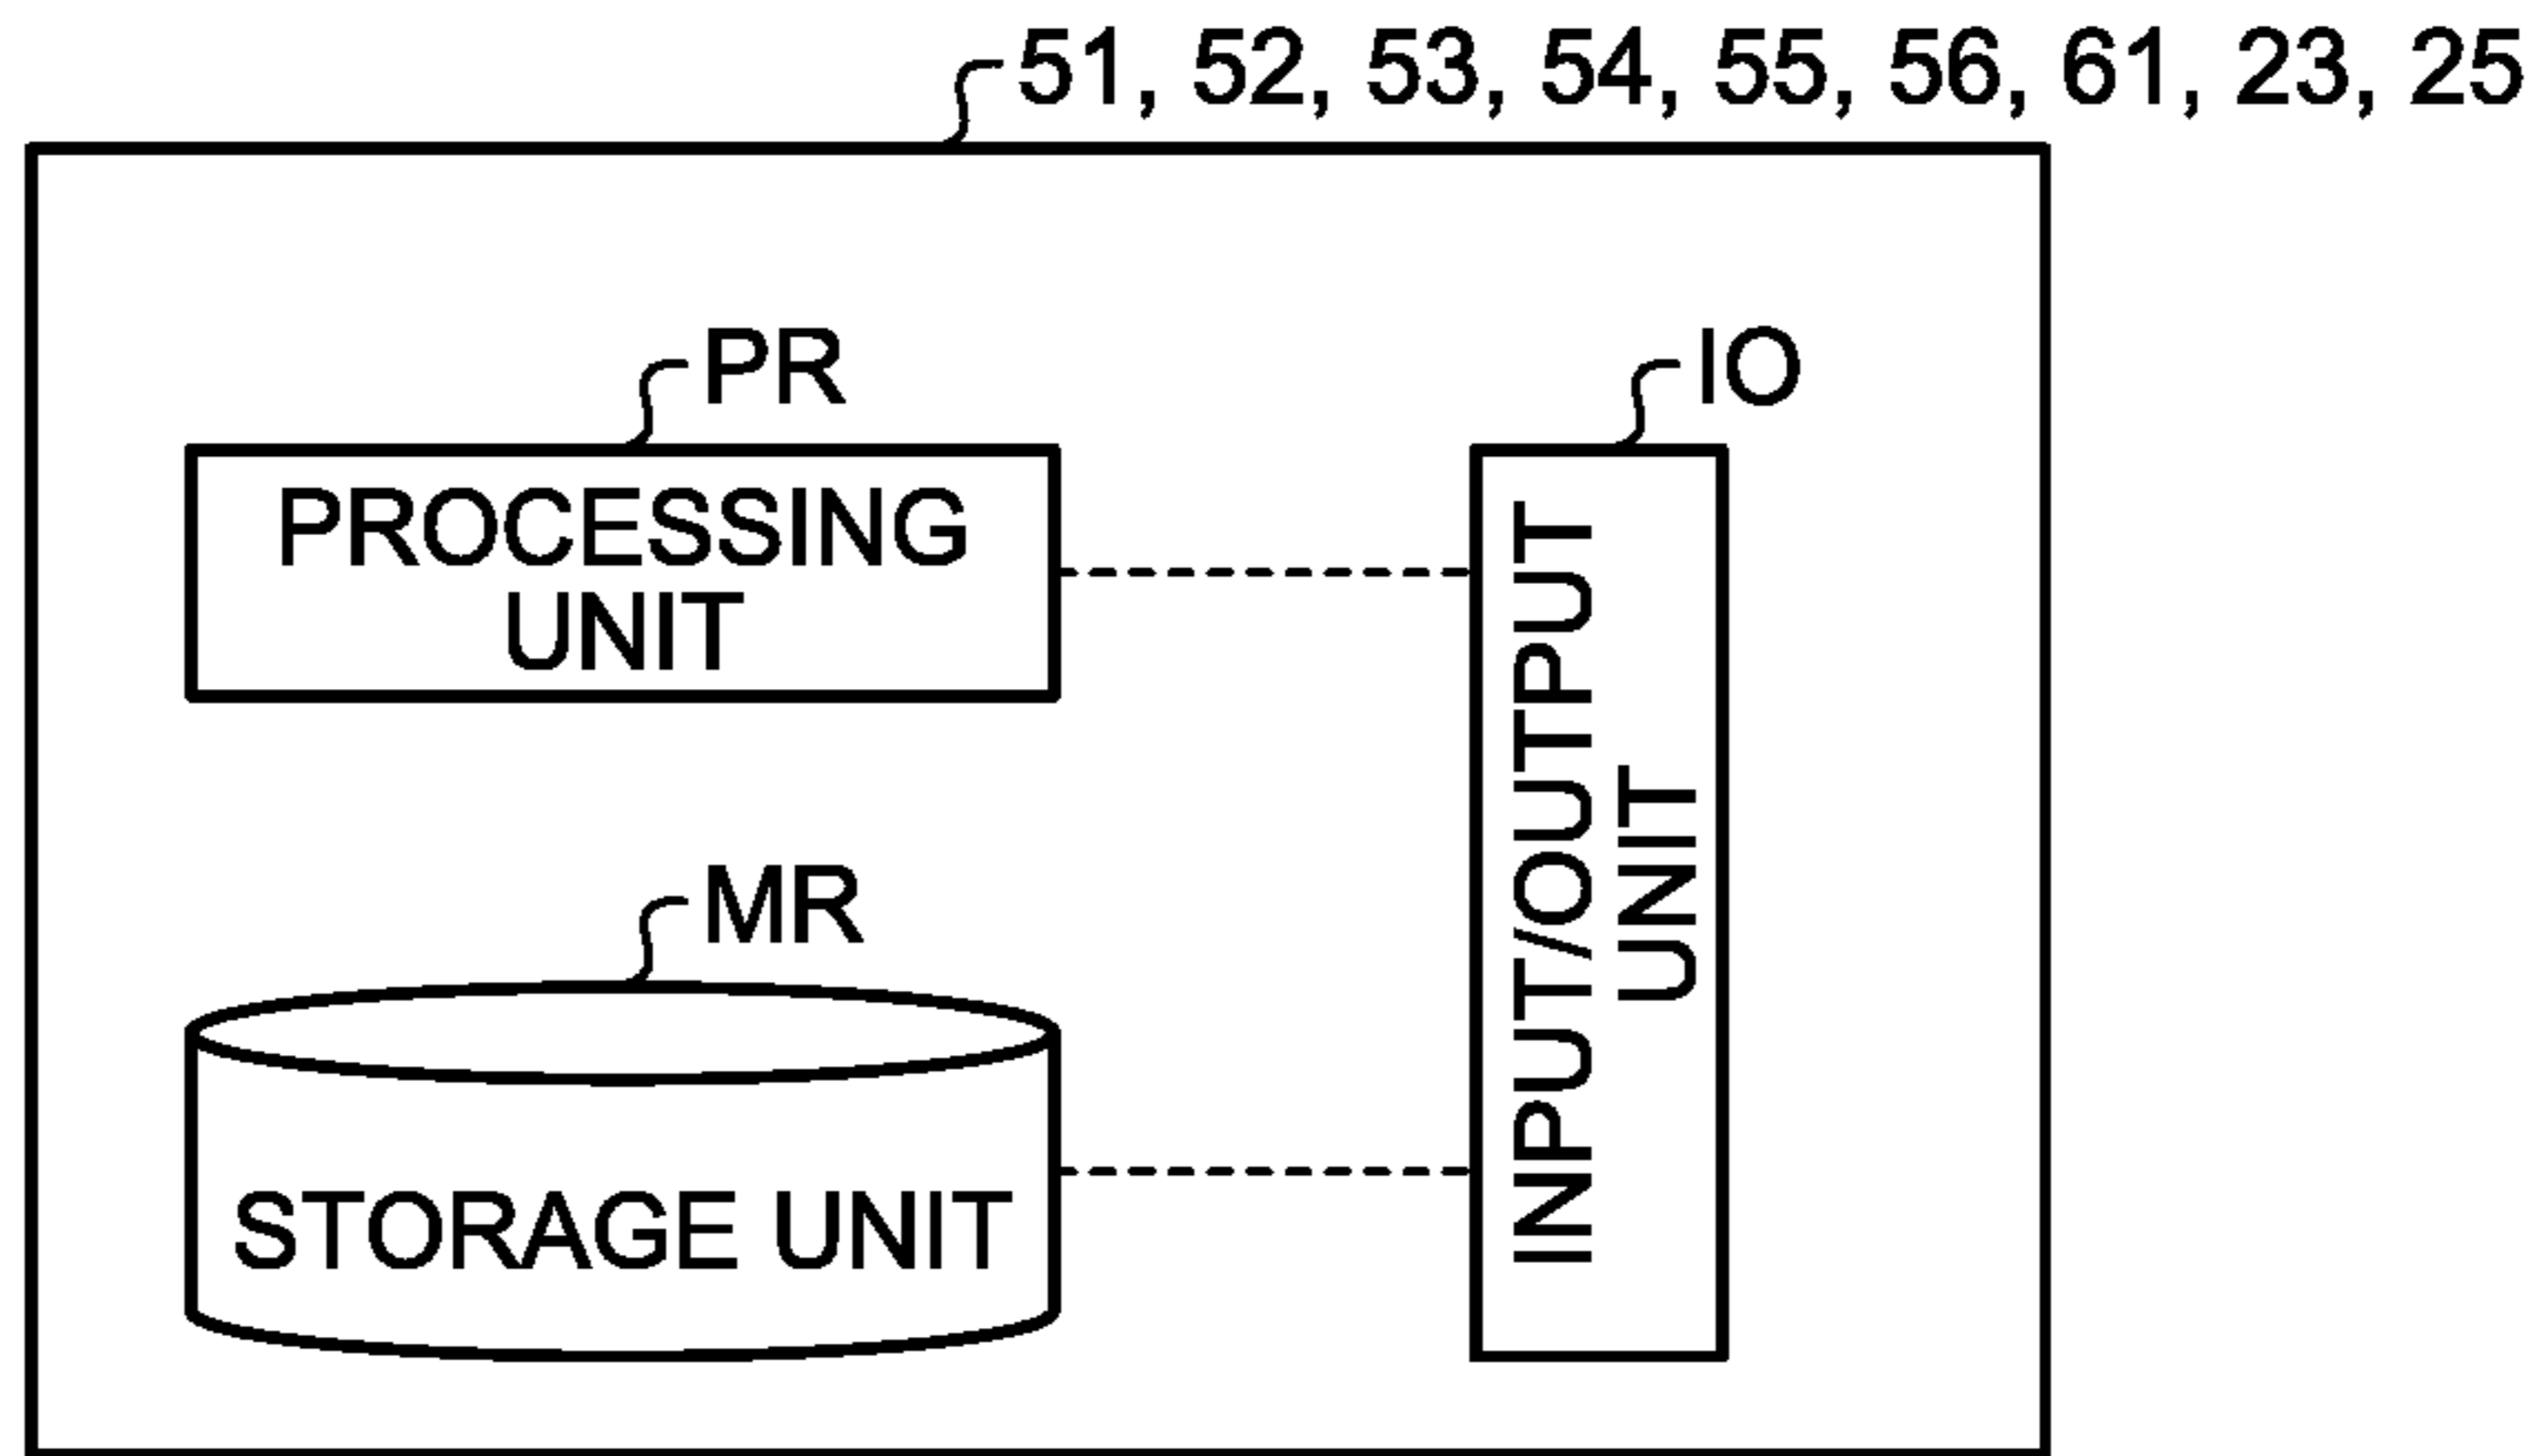 51, 52, 53, 54, 55, 56, 61, 23, 25
PR
PROCESSING
UNIT
IO
INPUT/OUTPUT
UNIT
MR
STORAGE UNIT